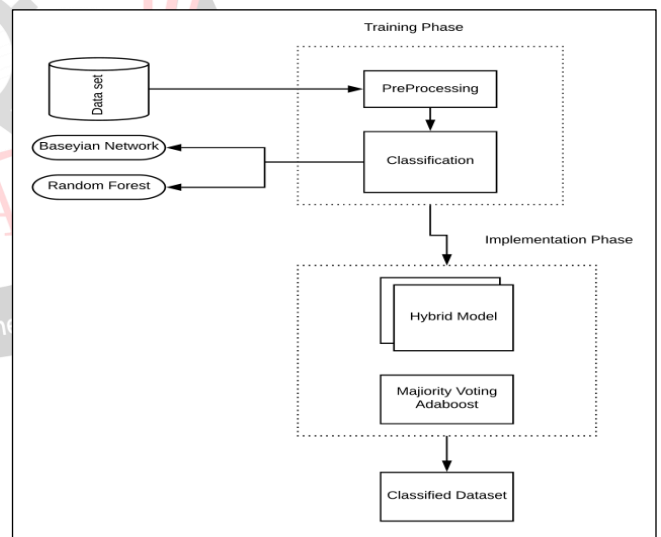 Training Phase
Data set
PreProcessing
Baseyian Network
Classification
Random Forest
Implementation Phase
Hybrid Model
Majiority Voting
Adaboost
Classified Dataset